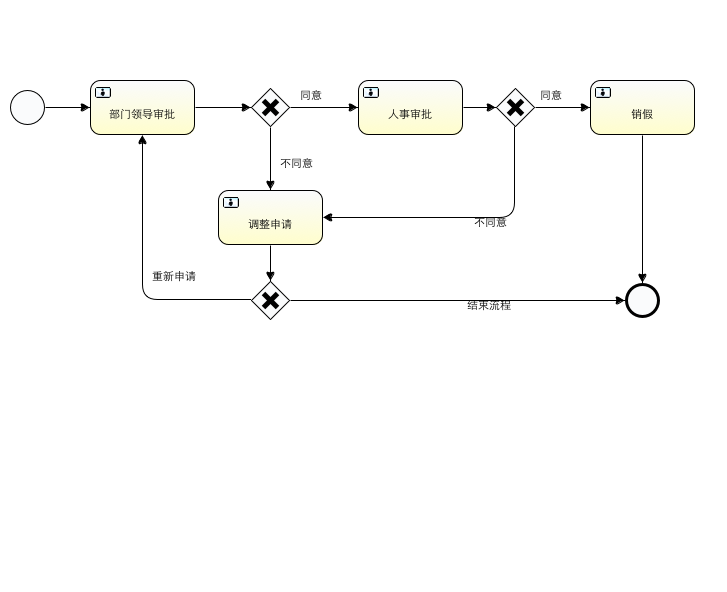 同意
同意
部门领导审批
人事审批
销假
不同意
调整申请
不同意
重新申请
结束流程